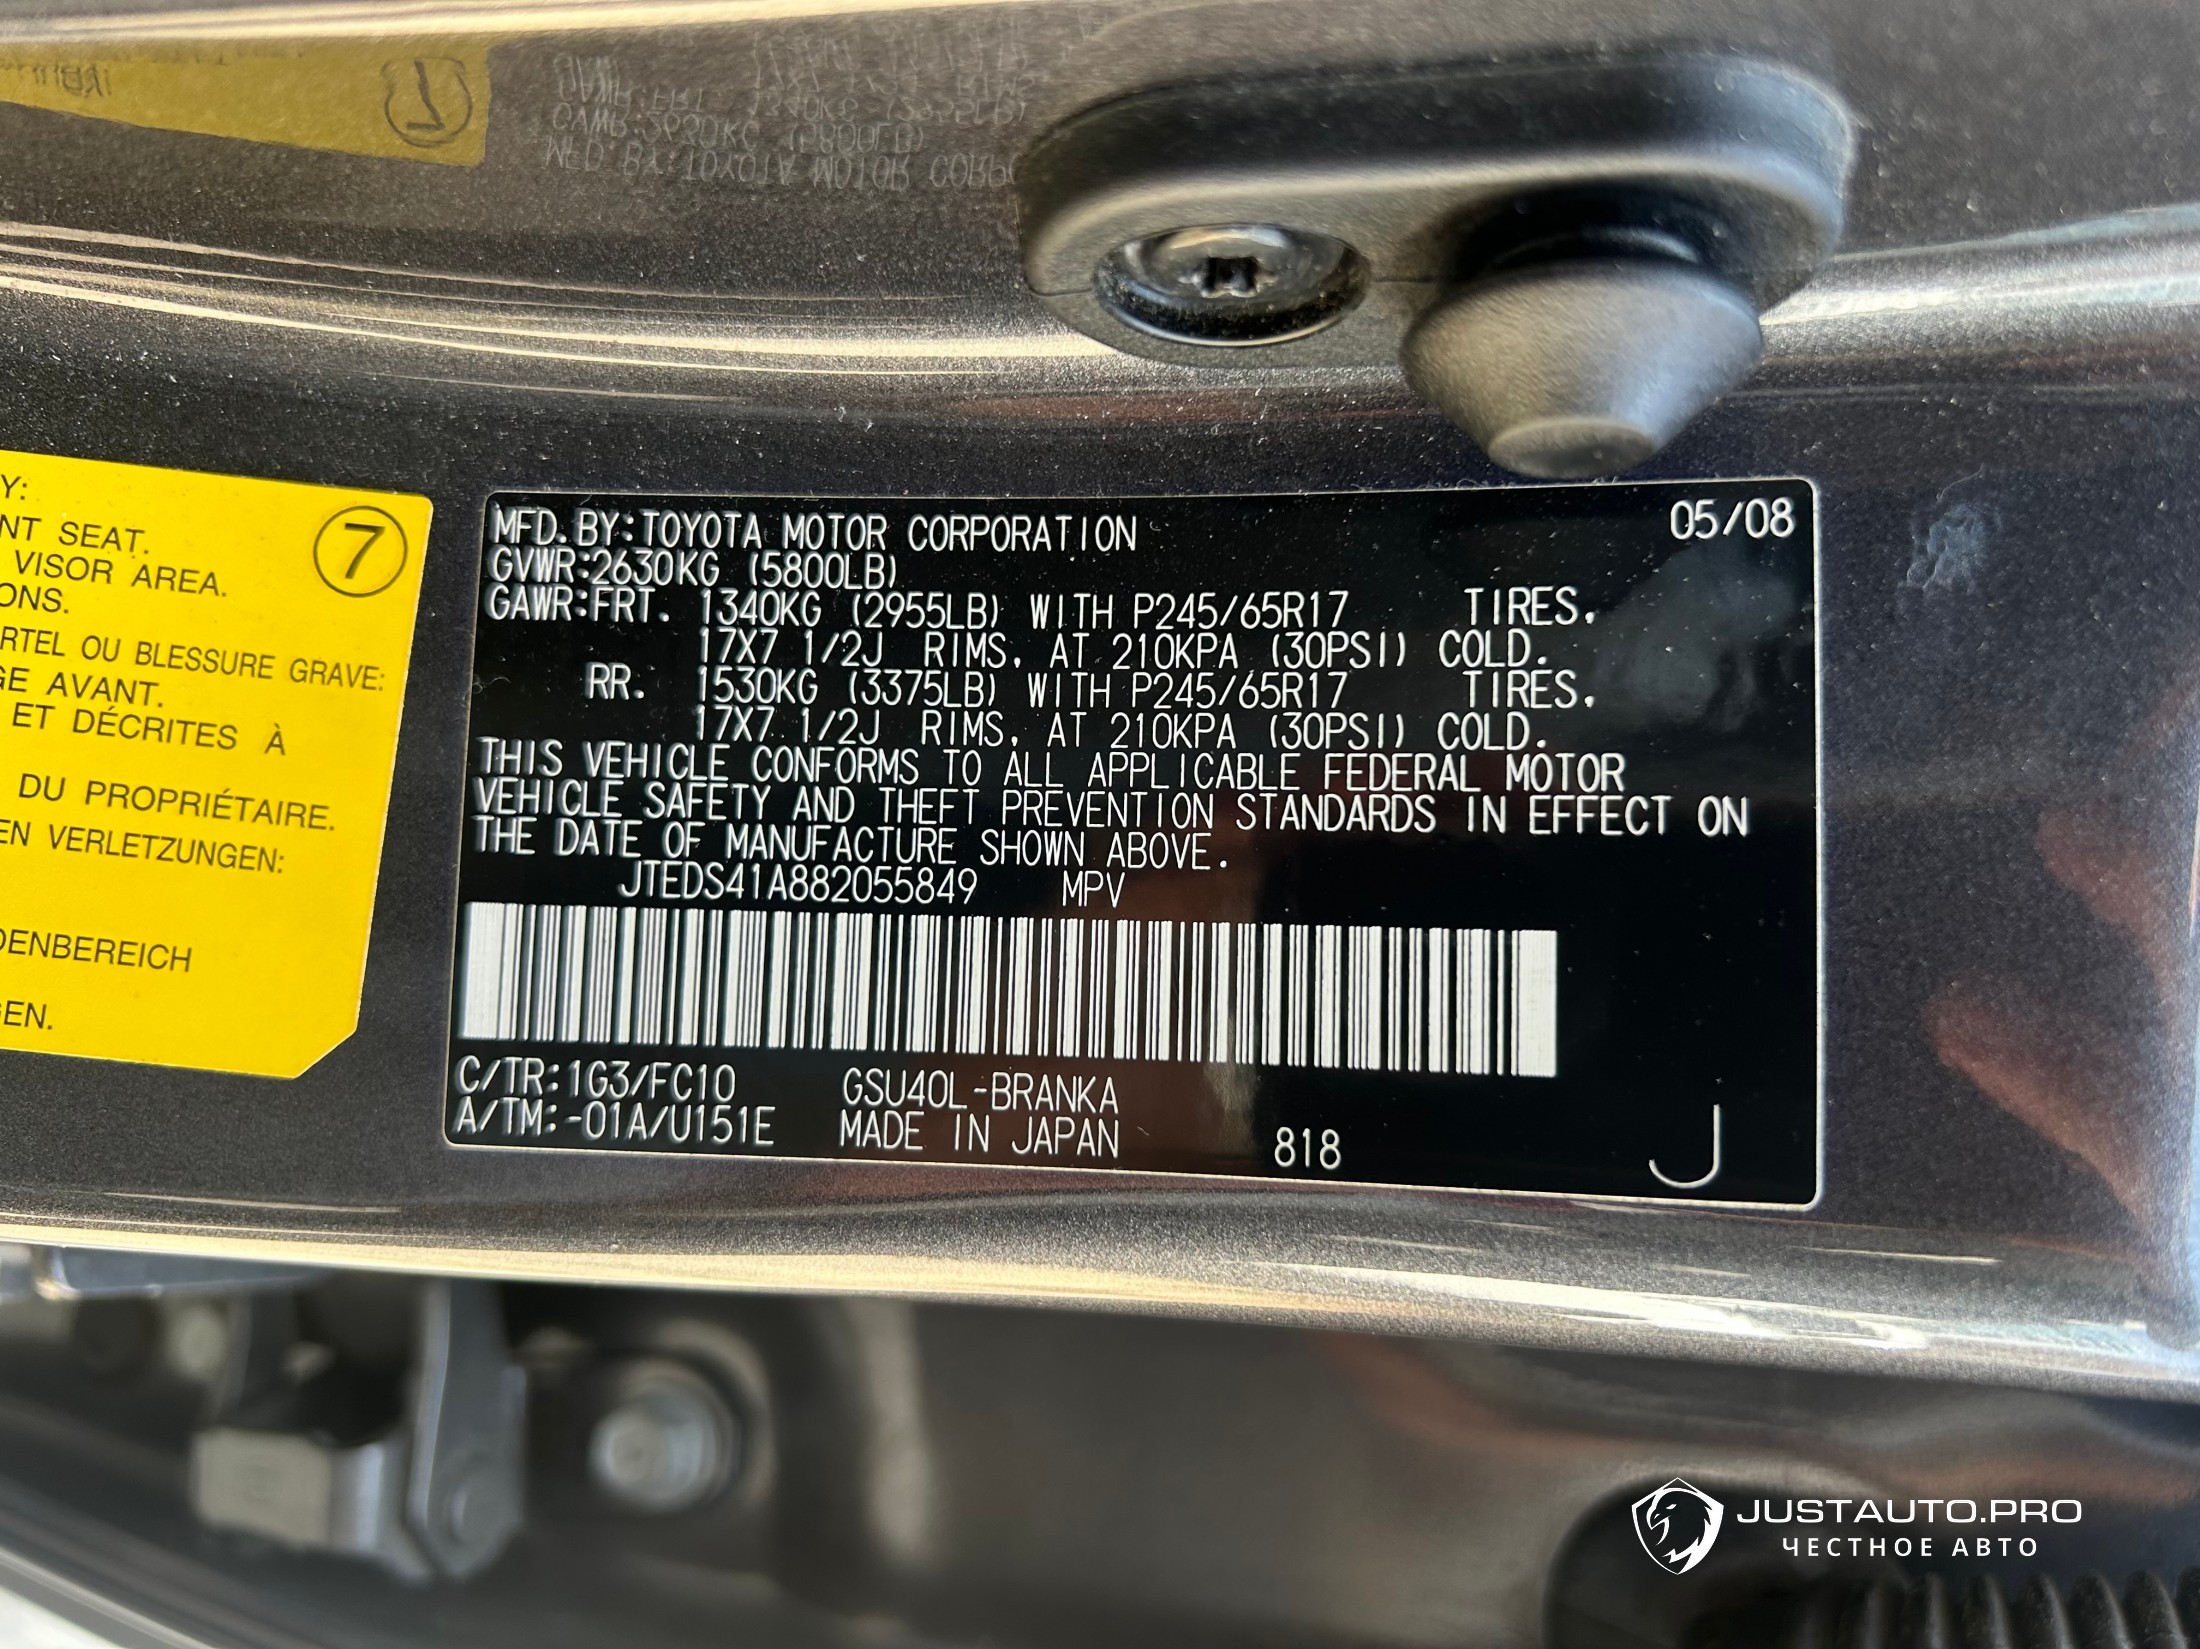 Y:
NT SEAT.
VISOR AREA.
ONS.
RTEL OU BLESSURE GRAVE:
GE AVANT.
ET DÉCRITES À
DU PROPRIÉTAIRE.
EN VERLETZUNGEN:
DENBEREICH
GEN.
7
MFD. BY: TOYOTA MOTOR CORPORATION 05/08
GVWR:2630KG (5800LB)
GAWR:FRT. 1340KG (2955LB) WITH P245/65R17 TIRES.
17X7 1/2J RIMS, AT 210KPA (30PSI) COLD.
RR. 1530KG (3375LB) WITH P245/65R17 TIRES.
17X7 1/2J RIMS, AT 210KPA (30PSI) COLD.
THIS VEHICLE CONFORMS TO ALL APPLICABLE FEDERAL MOTOR
VEHICLE SAFETY AND THEFT PREVENTION STANDARDS IN EFFECT ON
THE DATE OF MANUFACTURE SHOWN ABOVE.
JTEDS41A882055849 MPV
C/TR:1G3/FC10 GSU40L-BRANKA
A/TM:-01A/U151E MADE IN JAPAN 818 J
JUSTAUTO.PRO
ЧЕСТНОЕ АВТО